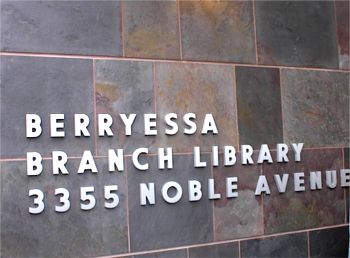 BERRYESSA
BRANCH LIBRARY
3355 NOBLE AVENUE